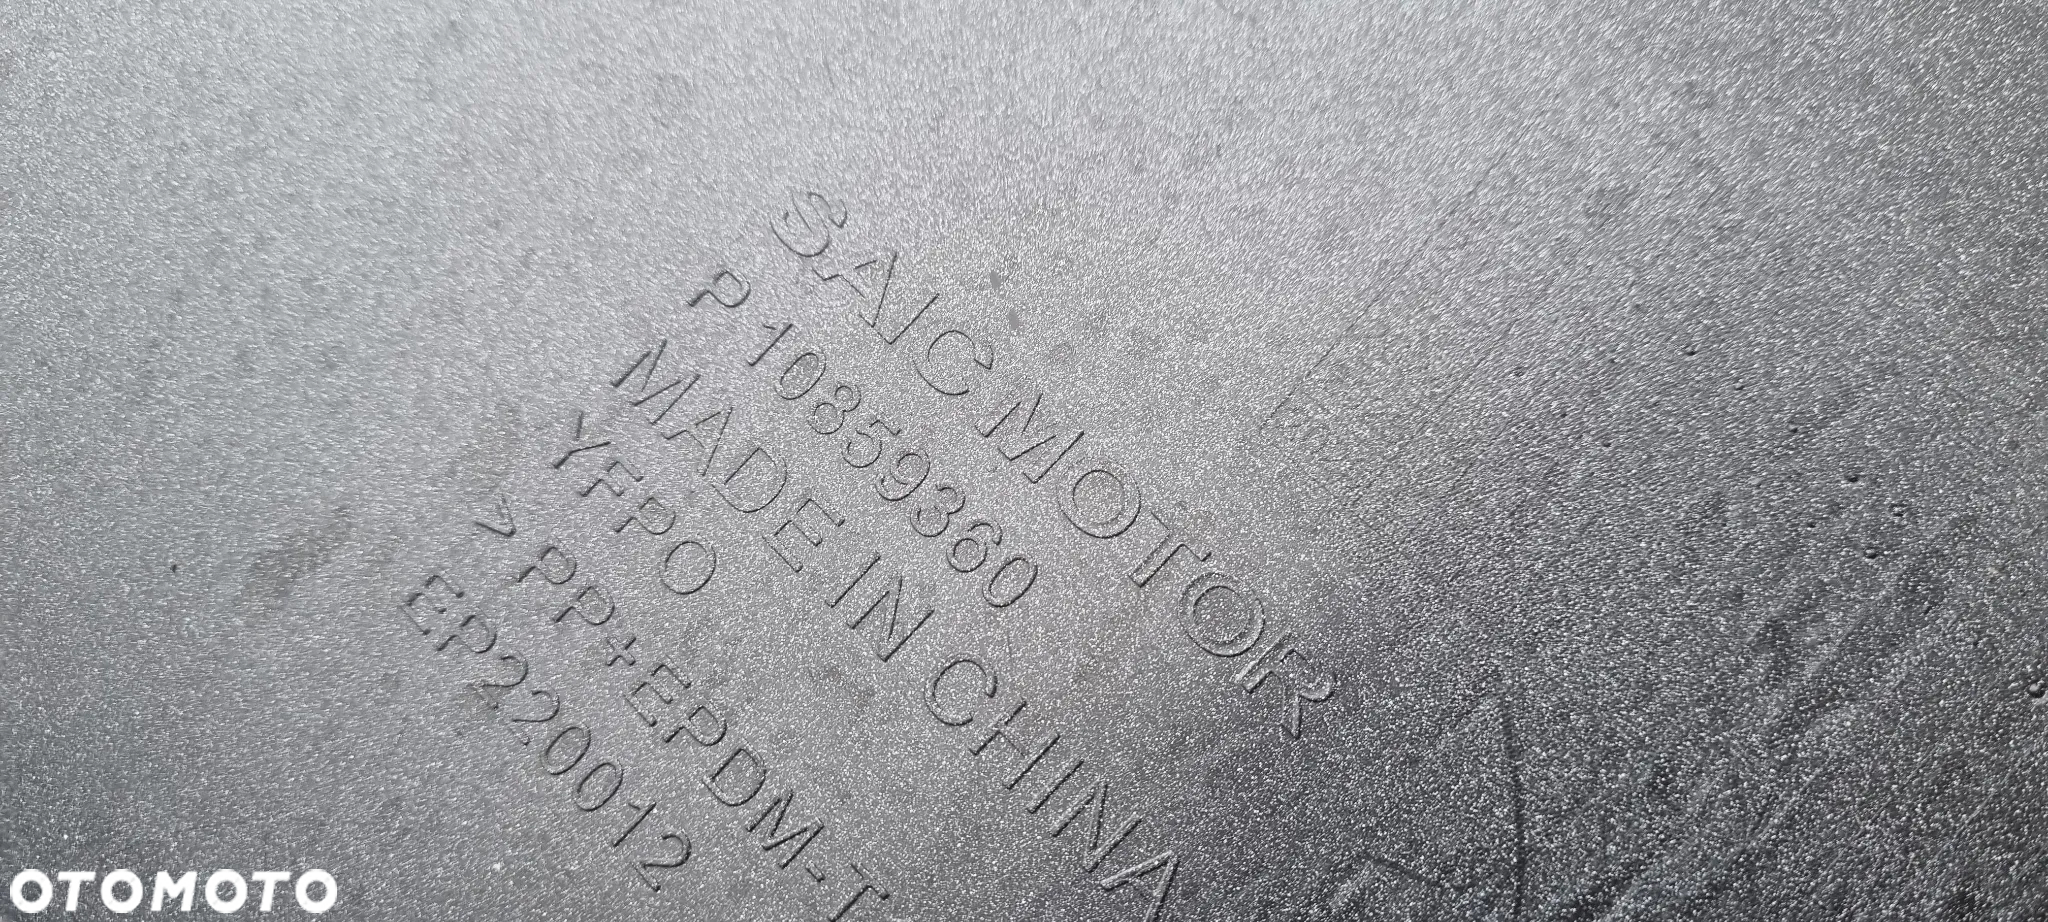 SAIC MOTOR
P 10859360
MADE IN CHINA
YFPO
> PP+EPDM-T
EP220012
OTOMOTO